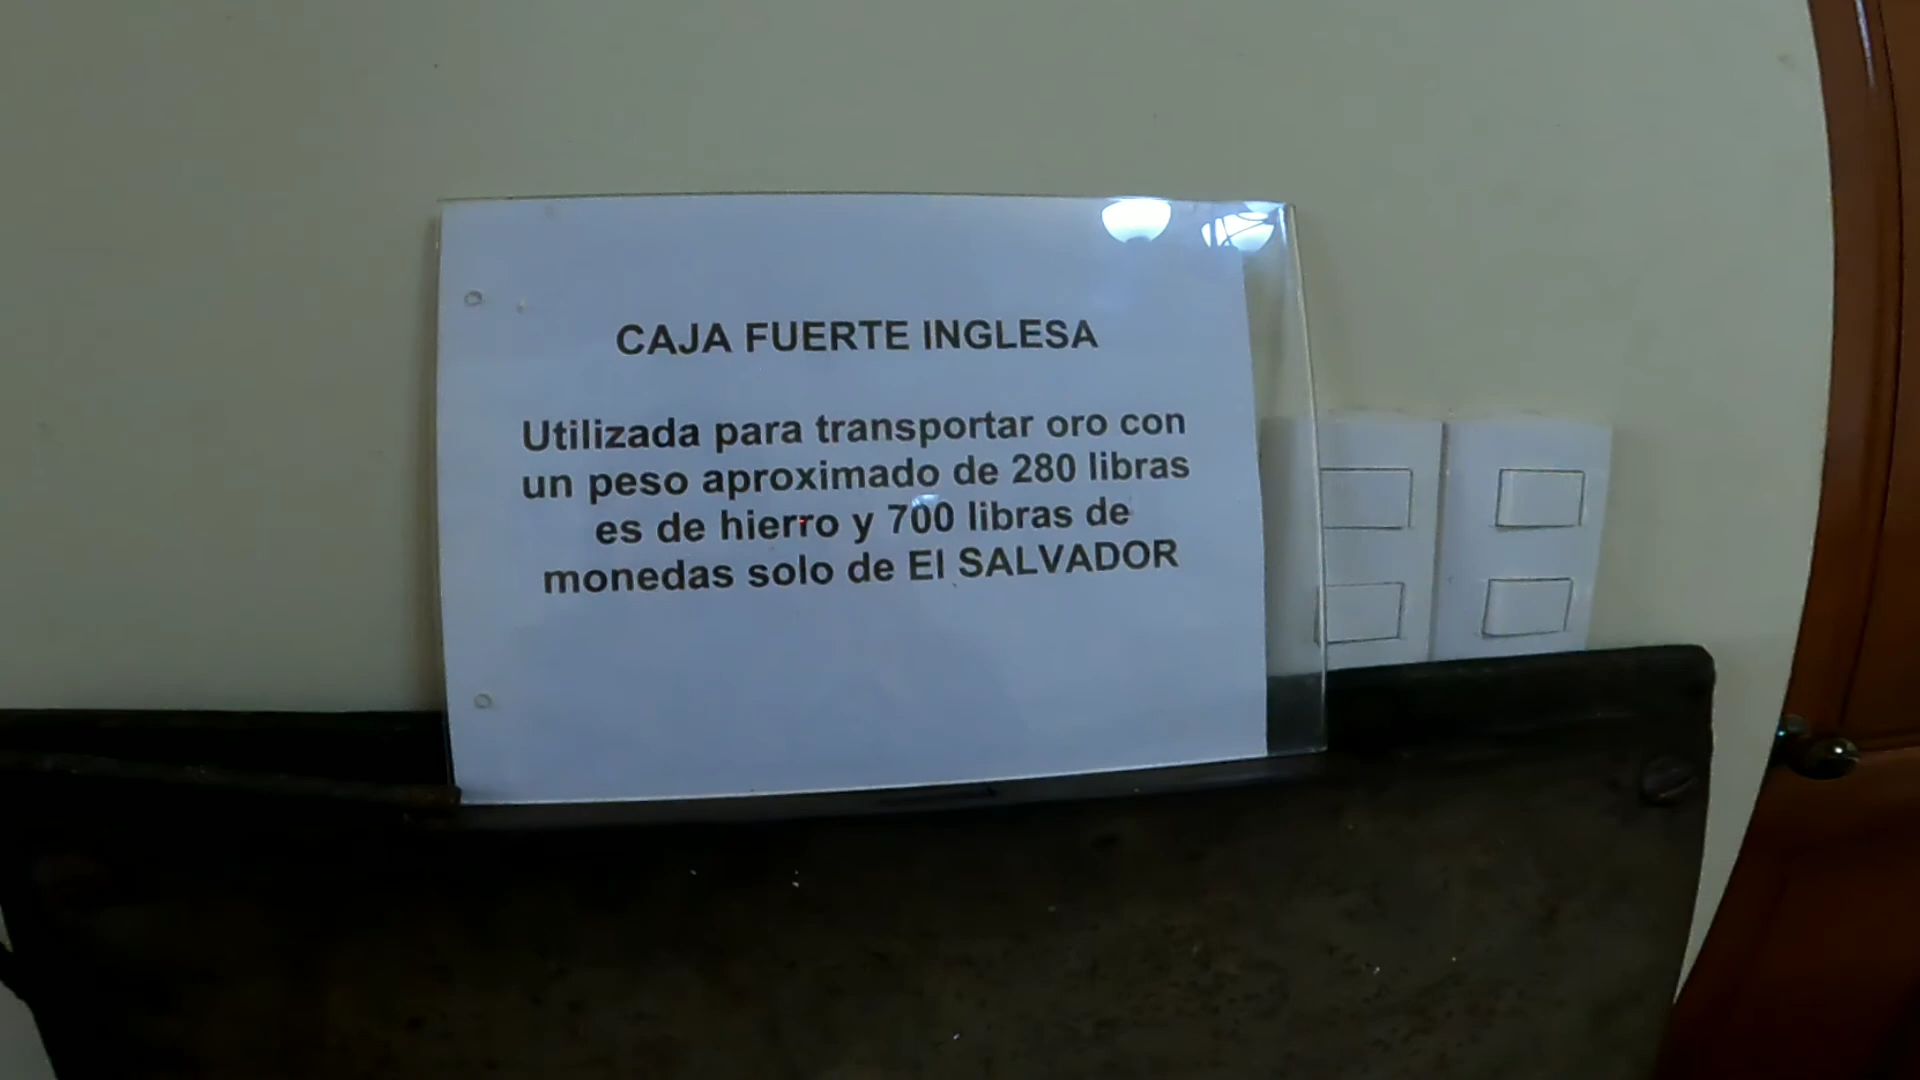 CAJA FUERTE INGLESA
Utilizada para transportar oro con
un peso aproximado de 280 libras
es de hierro y 700 libras de
monedas solo de El SALVADOR